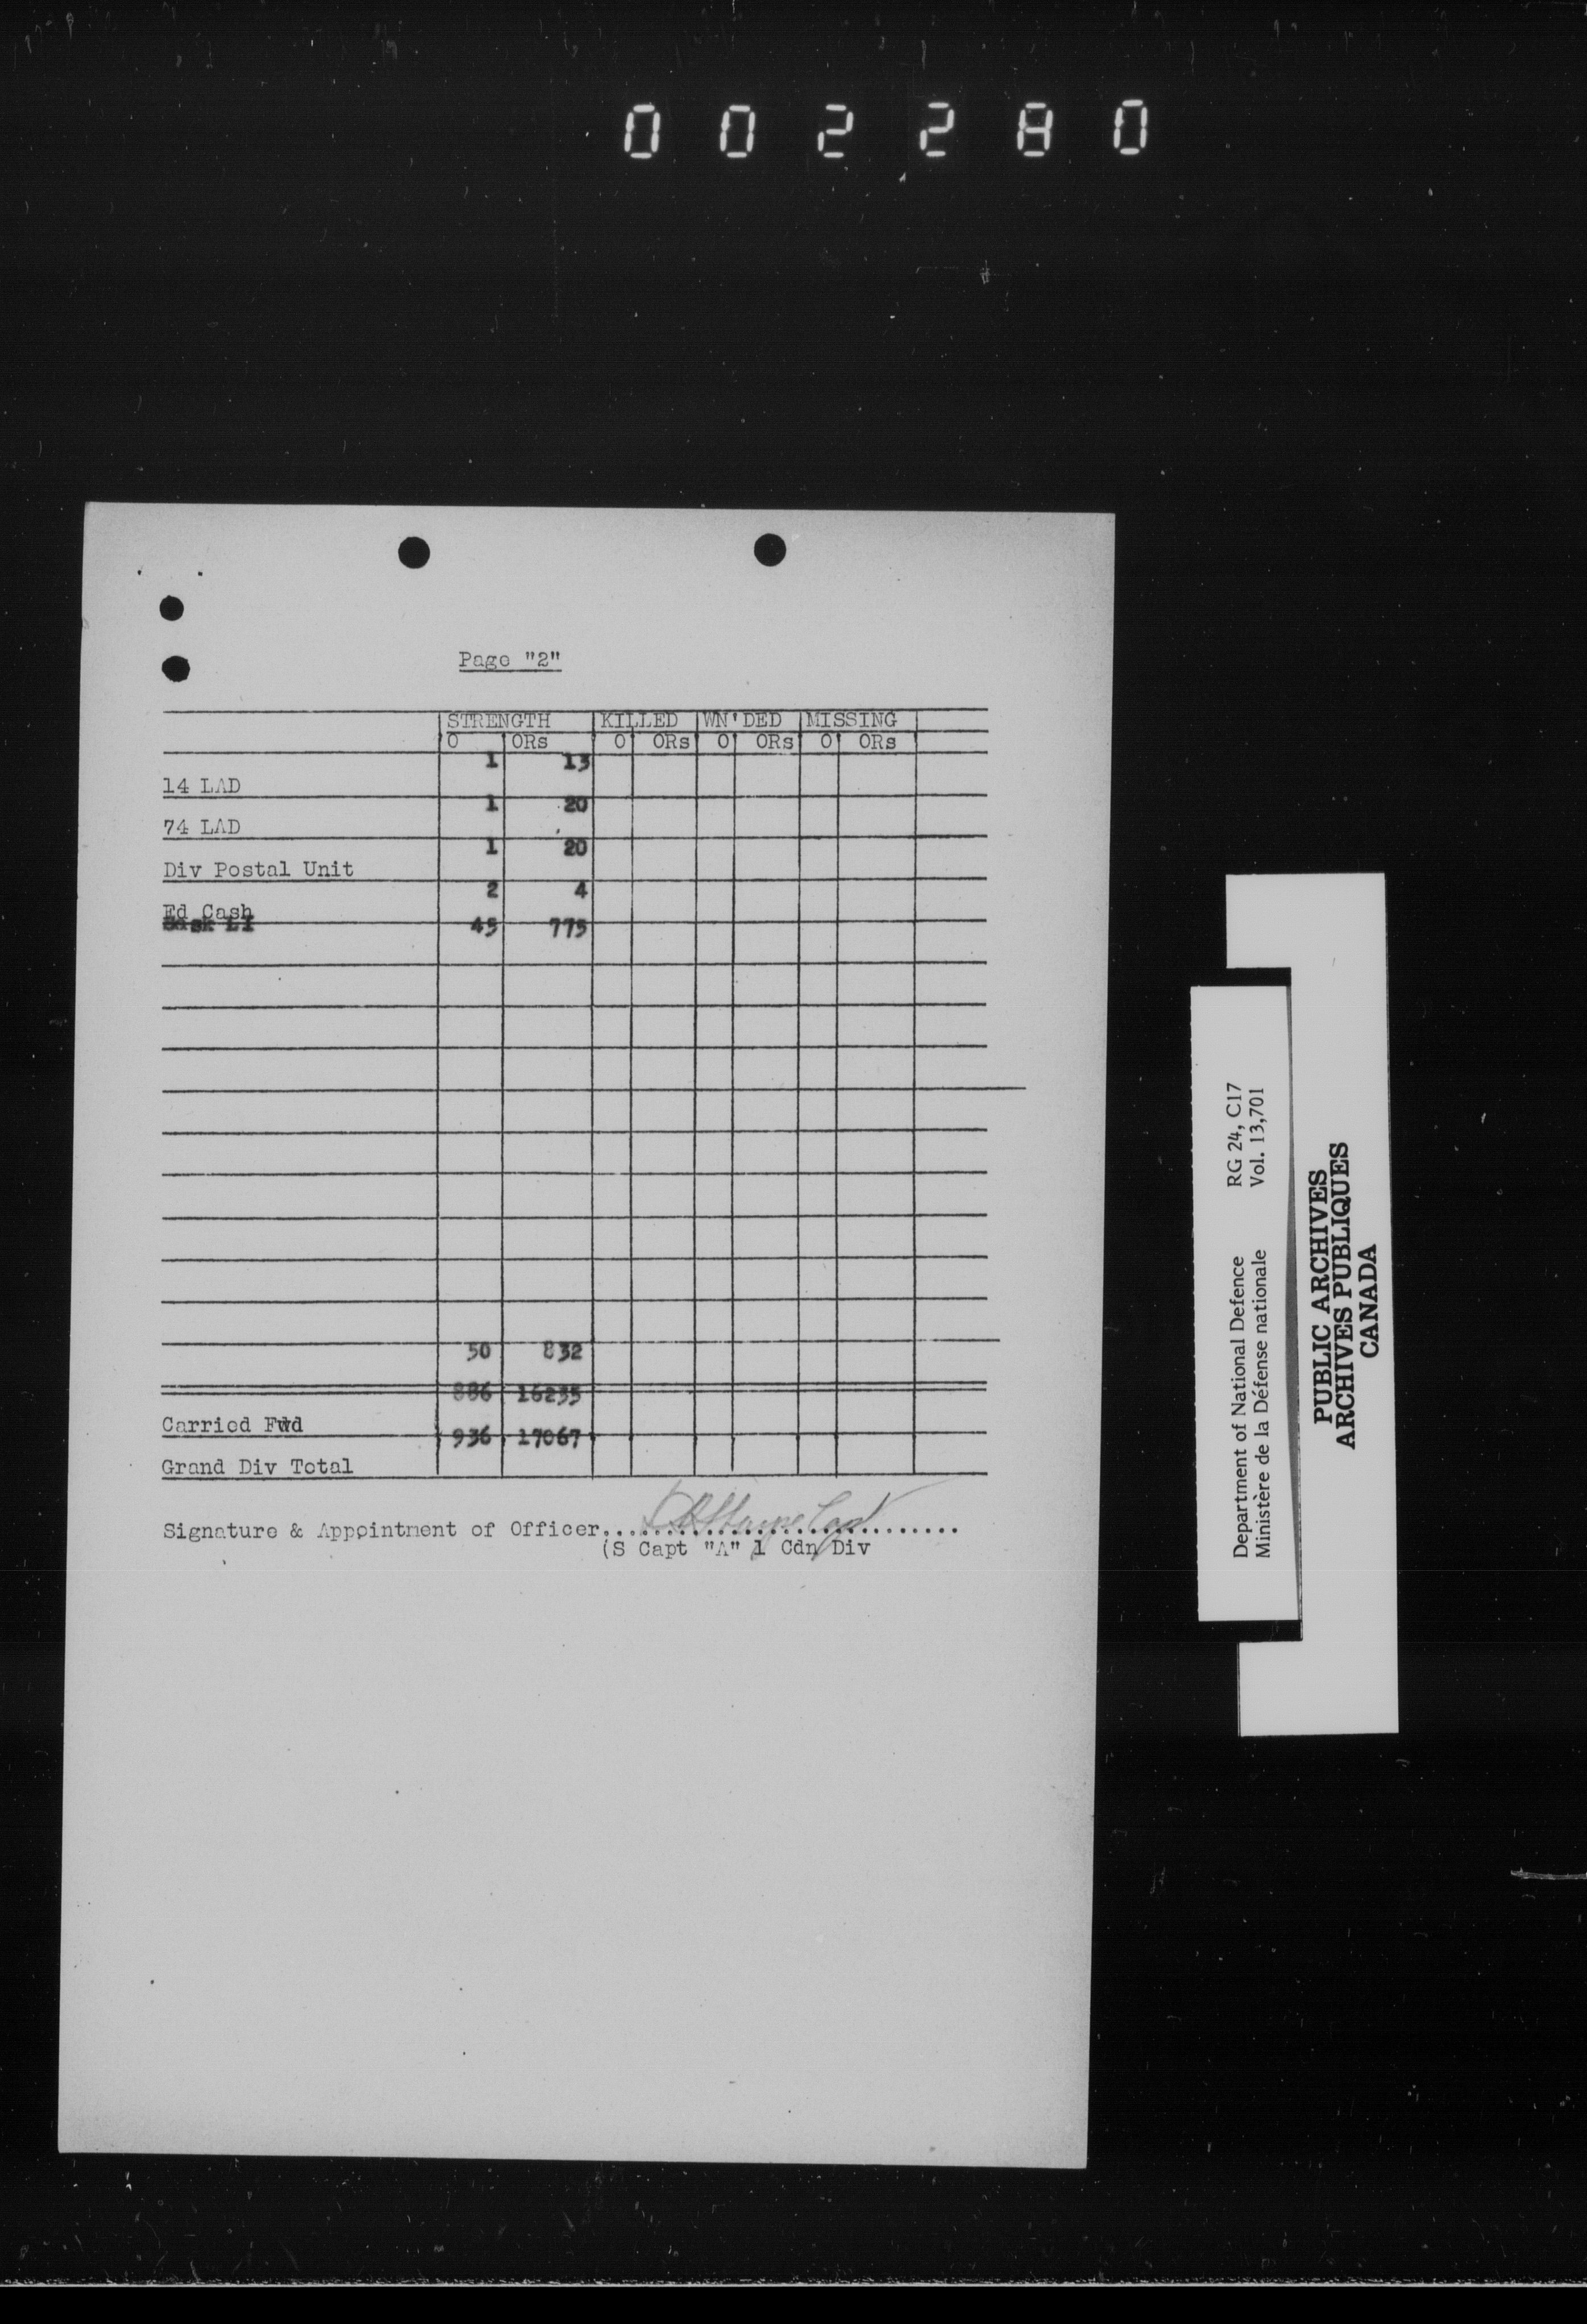 002280
Page "2"
STRENGTH KILLED WN'DED MISSING
O ORs O ORs O ORs O ORs
14 LAD 1 13
74 LAD 1 20
Div Postal Unit 1 20
Fd Cash 2 4
Sask LI 45 775
50 832
Carried Fwd 886 16235
Grand Div Total 936 17067
Signature & Appointment of Officer..............................
(S Capt "A" 1 Cdn Div
Department of National Defence RG 24, C17
Ministère de la Défense nationale Vol. 13,701
PUBLIC ARCHIVES
ARCHIVES PUBLIQUES
CANADA